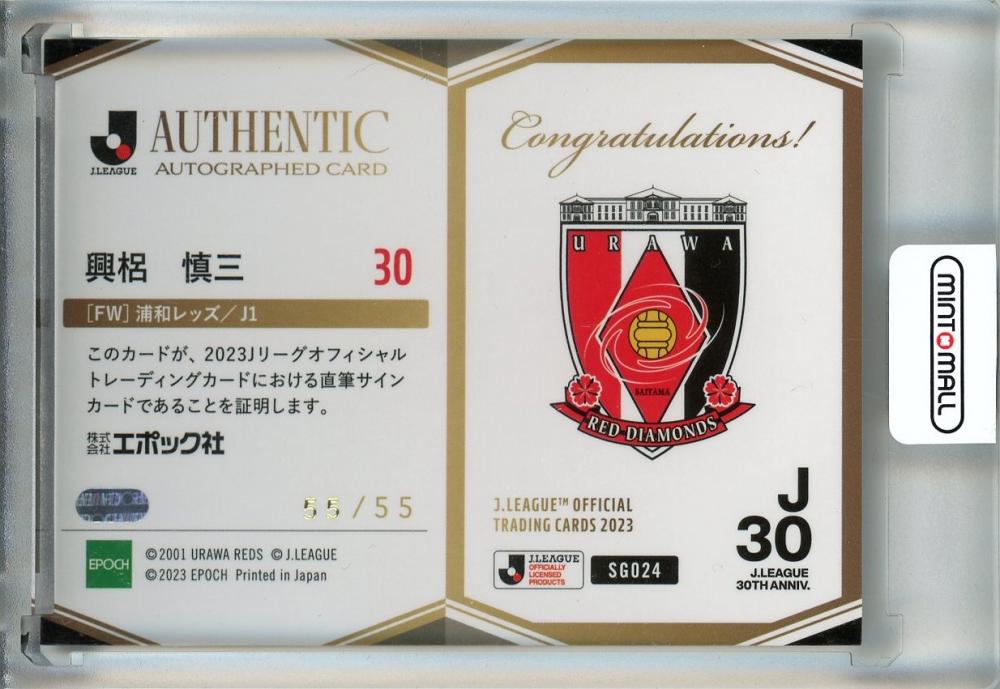 J.LEAGUE
AUTHENTIC
AUTOGRAPHED CARD
興梠 慎三 30
[FW] 浦和レッズ/J1
このカードが、2023Jリーグオフィシャル
トレーディングカードにおける直筆サイン
カードであることを証明します。
株式会社エポック社
55/55
EPOCH
©2001 URAWA REDS ©J.LEAGUE
©2023 EPOCH Printed in Japan
Congratulations!
URAWA
SAITAMA
RED DIAMONDS
J.LEAGUE™ OFFICIAL
TRADING CARDS 2023
J.LEAGUE
OFFICIALLY
LICENSED
PRODUCTS
SG024
J
30
J.LEAGUE
30TH ANNIV.
MINT MALL